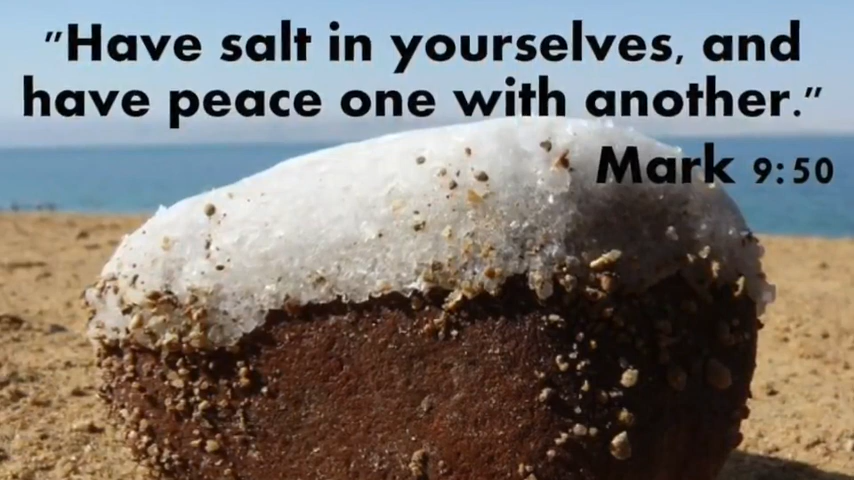 "Have salt in yourselves, and
have peace one with another."
Mark 9:50